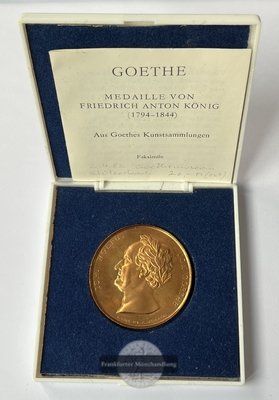 GOETHE
MEDAILLE VON
FRIEDRICH ANTON KÖNIG
(1794–1844)
Aus Goethes Kunstsammlungen
Faksimile
Frankfurter Münzhandlung